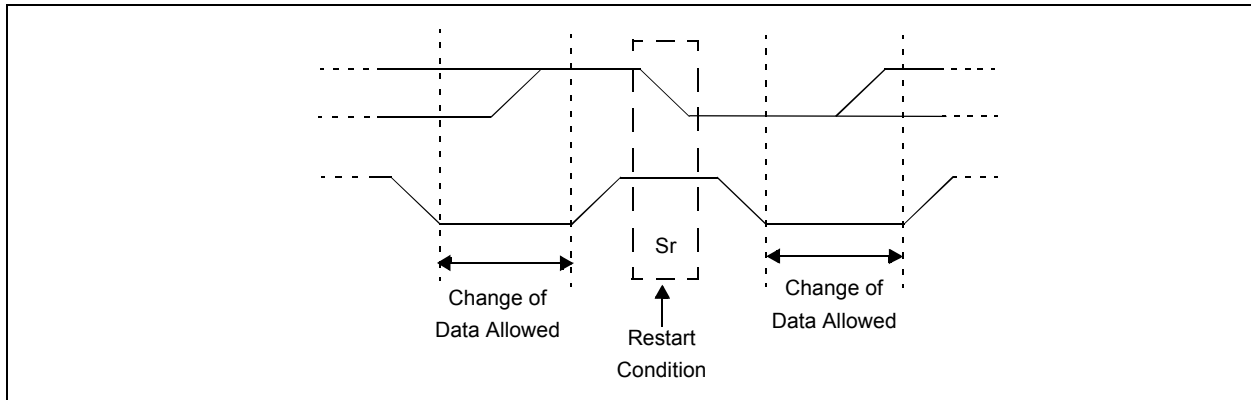 Sr
Change of
Data Allowed
Restart
Condition
Change of
Data Allowed